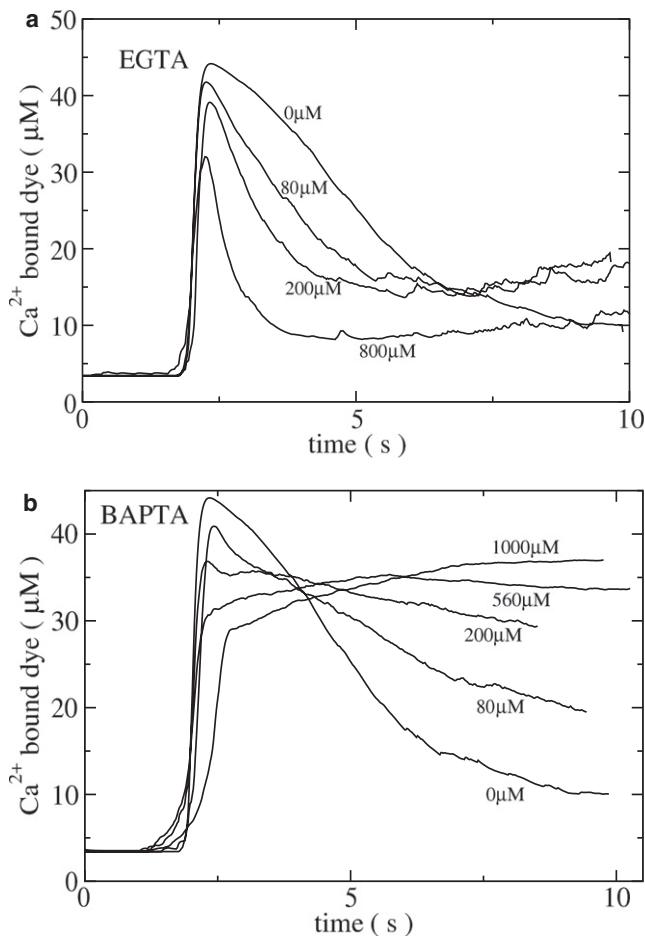 a
EGTA
50
40
30
20
10
0
Ca2+ bound dye ( μM )
0μM
80μM
200μM
800μM
0 5 10
time ( s )
b
BAPTA
40
30
20
10
0
Ca2+ bound dye ( μM )
1000μM
560μM
200μM
80μM
0μM
0 5 10
time ( s )